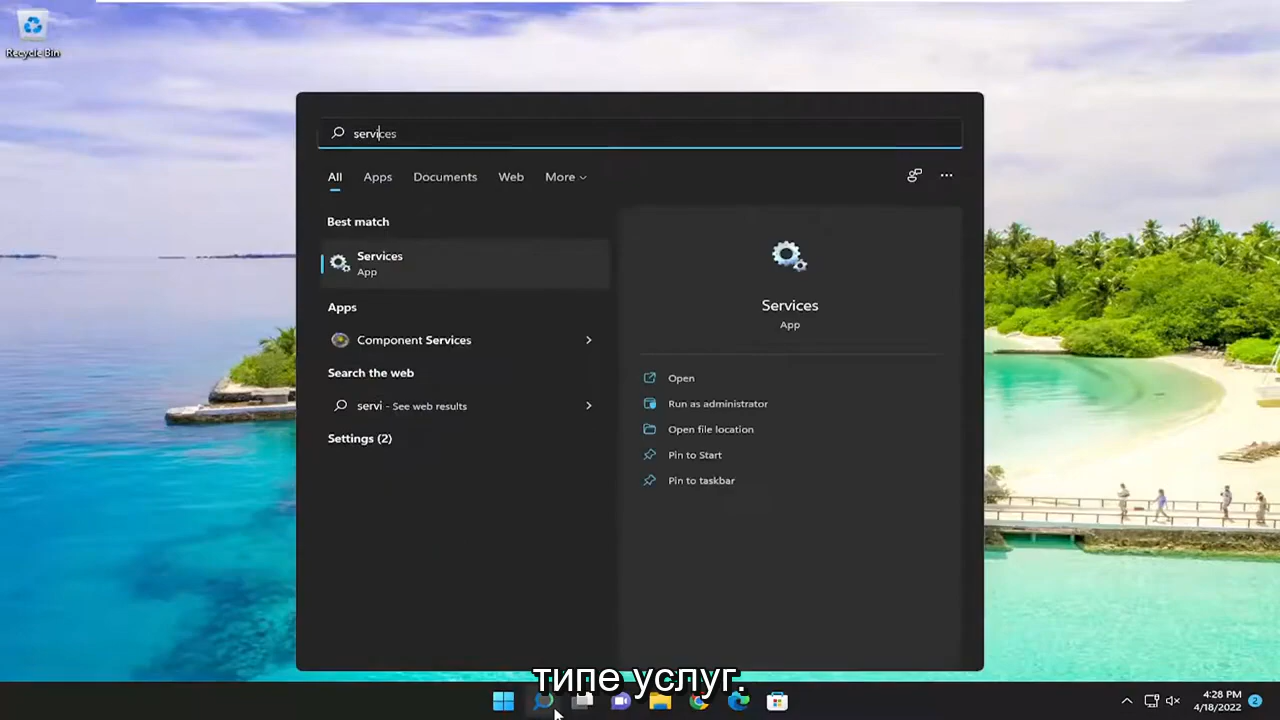 Recycle Bin
services
All Apps Documents Web More
Best match
Services
App
Apps
Component Services
Search the web
servi - See web results
Settings (2)
Services
App
Open
Run as administrator
Open file location
Pin to Start
Pin to taskbar
типе услуг.
4:28 PM
4/18/2022
2